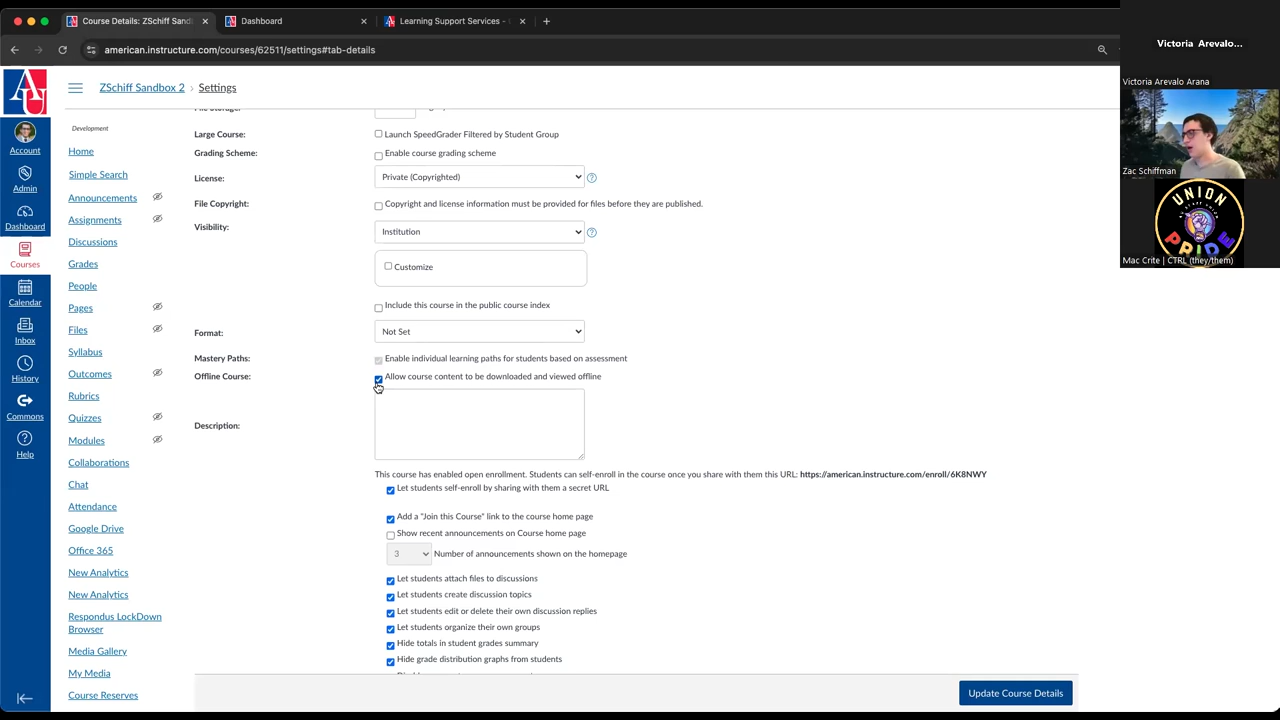 Course Details: ZSchiff Sandb
Dashboard
Learning Support Services -
american.instructure.com/courses/62511/settings#tab-details
Victoria Arevalo...
Victoria Arevalo Arana
Zac Schiffman
UNION
PRIDE
Mac Crite | CTRL (they/them)
AU
Account
Admin
Dashboard
Courses
Calendar
Inbox
History
Commons
Help
ZSchiff Sandbox 2 › Settings
Development
Home
Simple Search
Announcements
Assignments
Discussions
Grades
People
Pages
Files
Syllabus
Outcomes
Rubrics
Quizzes
Modules
Collaborations
Chat
Attendance
Google Drive
Office 365
New Analytics
New Analytics
Respondus LockDown
Browser
Media Gallery
My Media
Course Reserves
Large Course: Launch SpeedGrader Filtered by Student Group
Grading Scheme: Enable course grading scheme
License: Private (Copyrighted)
File Copyright: Copyright and license information must be provided for files before they are published.
Visibility: Institution
Customize
Include this course in the public course index
Format: Not Set
Mastery Paths: Enable individual learning paths for students based on assessment
Offline Course: Allow course content to be downloaded and viewed offline
Description:
This course has enabled open enrollment. Students can self-enroll in the course once you share with them this URL: https://american.instructure.com/enroll/6K8NWY
Let students self-enroll by sharing with them a secret URL
Add a "Join this Course" link to the course home page
Show recent announcements on Course home page
3 Number of announcements shown on the homepage
Let students attach files to discussions
Let students create discussion topics
Let students edit or delete their own discussion replies
Let students organize their own groups
Hide totals in student grades summary
Hide grade distribution graphs from students
Update Course Details